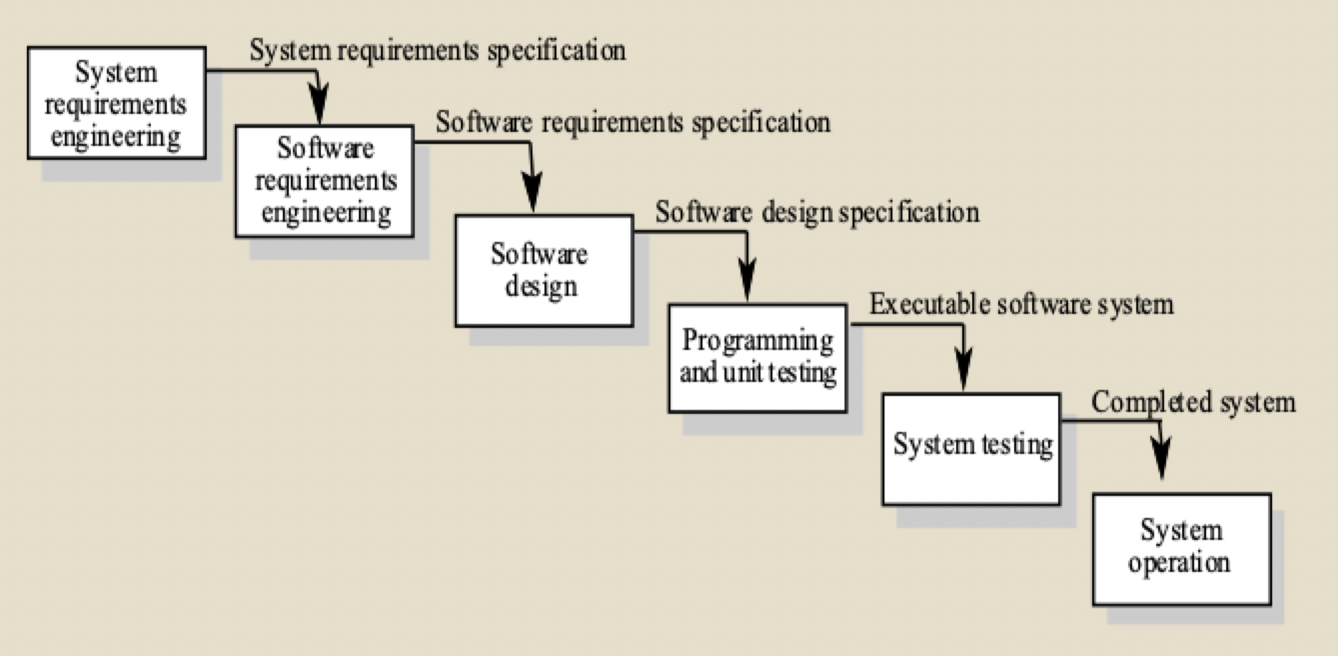 System requirements specification
System
requirements
engineering
Software requirements specification
Software
requirements
engineering
Software design specification
Software
design
Executable software system
Programming
and unit testing
Completed system
System testing
System
operation